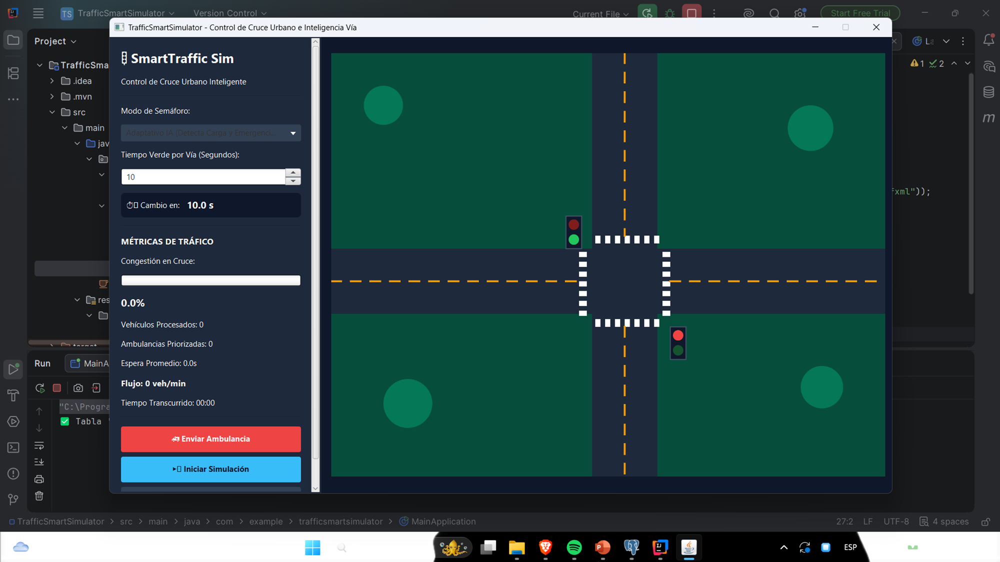 TS TrafficSmartSimulator Version Control Current File Start Free Trial
TrafficSmartSimulator - Control de Cruce Urbano e Inteligencia Vía
Project
TrafficSma
.idea
.mvn
src
main
jav
res
target
1 2
fxml"));
m
SmartTraffic Sim
Control de Cruce Urbano Inteligente
Modo de Semáforo:
Adaptativo IA (Detecta Carga y Emergenci...
Tiempo Verde por Vía (Segundos):
10
Cambio en: 10.0 s
MÉTRICAS DE TRÁFICO
Congestión en Cruce:
0.0%
Vehículos Procesados: 0
Ambulancias Priorizadas: 0
Espera Promedio: 0.0s
Flujo: 0 veh/min
Tiempo Transcurrido: 00:00
Enviar Ambulancia
Iniciar Simulación
Run MainA
"C:\Progra
Tabla
TrafficSmartSimulator > src > main > java > com > example > trafficsmartsimulator > MainApplication 27:2 LF UTF-8 4 spaces
ESP